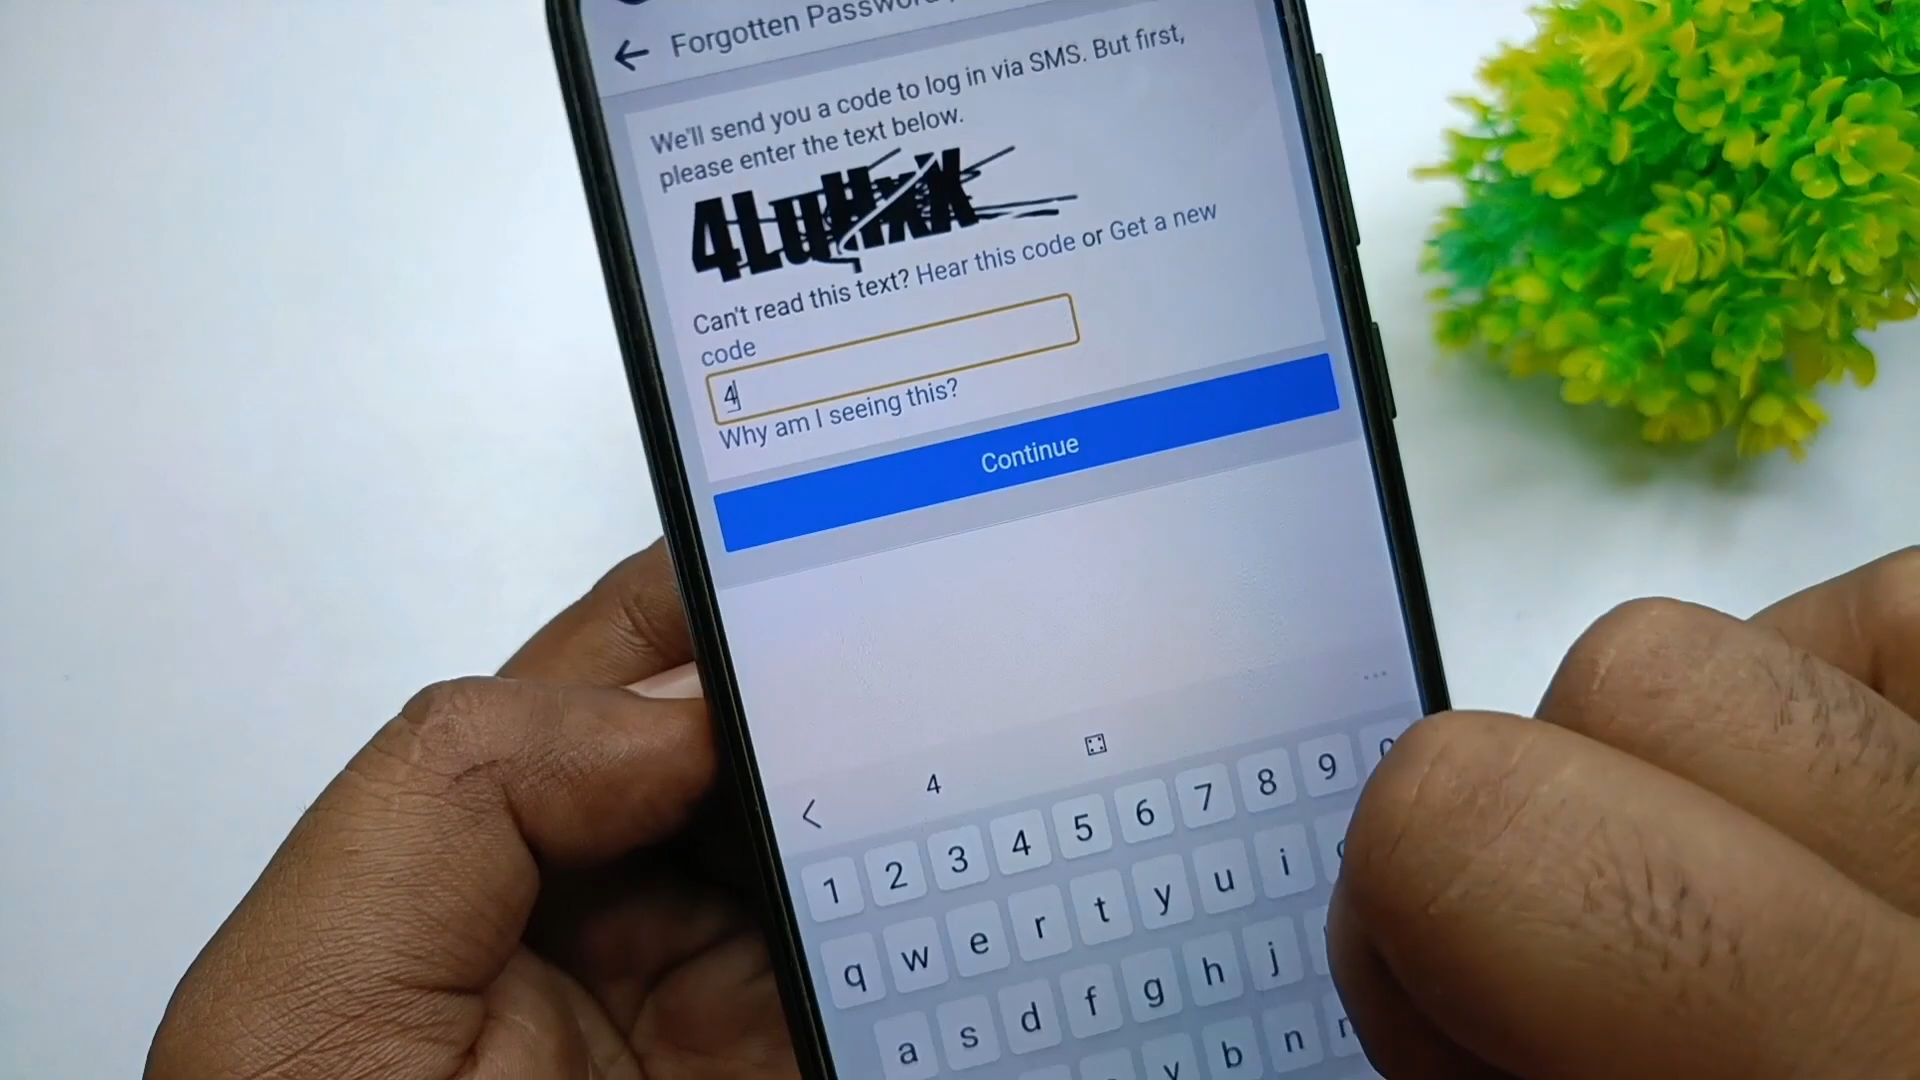 Forgotten Password
We'll send you a code to log in via SMS. But first,
please enter the text below.
Can't read this text? Hear this code or Get a new
code
4
Why am I seeing this?
Continue
4
1 2 3 4 5 6 7 8 9 0
q w e r t y u i
a s d f g h j
v b n